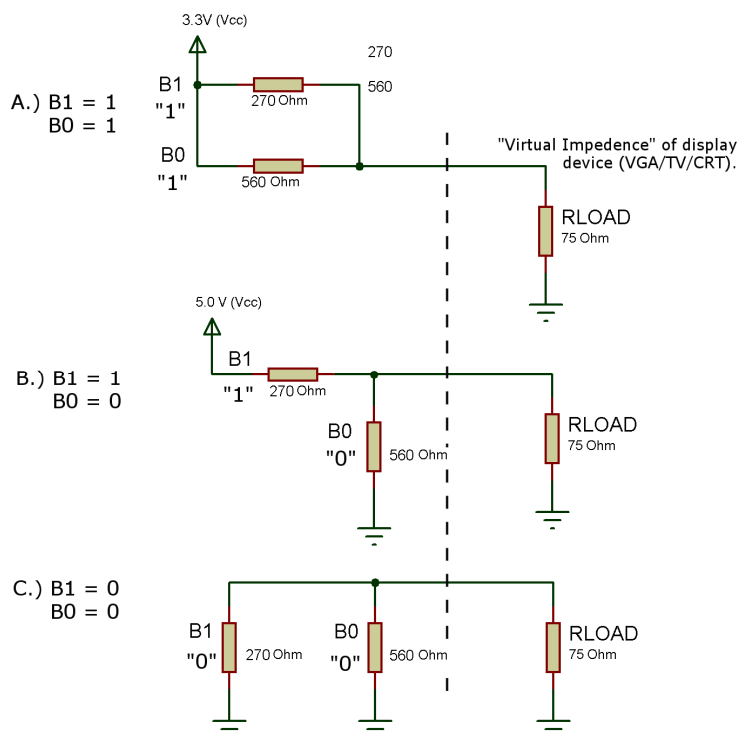 3.3V (Vcc)
270
560
A.) B1 = 1
B0 = 1
B1
"1"
270 Ohm
B0
"1"
560 Ohm
"Virtual Impedence" of display
device (VGA/TV/CRT).
RLOAD
75 Ohm
5.0 V (Vcc)
B.) B1 = 1
B0 = 0
B1
"1"
270 Ohm
B0
"0"
560 Ohm
RLOAD
75 Ohm
C.) B1 = 0
B0 = 0
B1
"0"
270 Ohm
B0
"0"
560 Ohm
RLOAD
75 Ohm